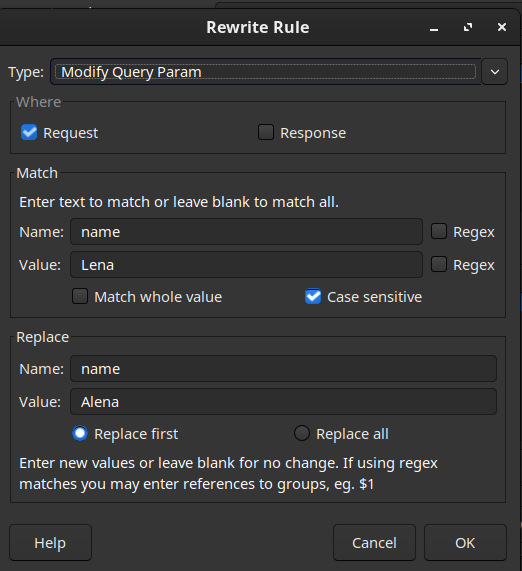 Rewrite Rule
Type: Modify Query Param
Where
Request Response
Match
Enter text to match or leave blank to match all.
Name: name Regex
Value: Lena Regex
Match whole value Case sensitive
Replace
Name: name
Value: Alena
Replace first Replace all
Enter new values or leave blank for no change. If using regex
matches you may enter references to groups, eg. $1
Help Cancel OK